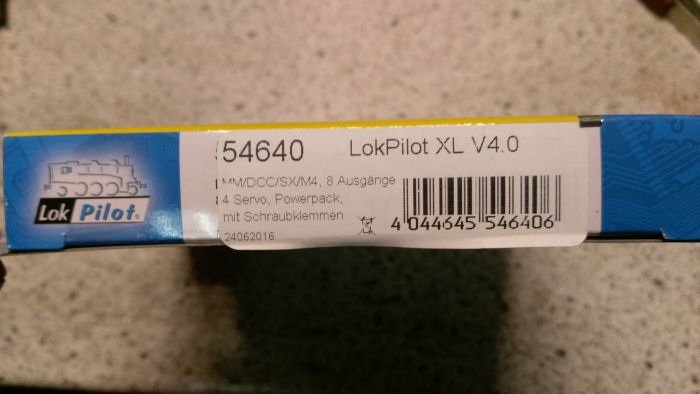 Lok Pilot
54640 LokPilot XL V4.0
MM/DCC/SX/M4, 8 Ausgänge
4 Servo, Powerpack,
mit Schraubklemmen
24062016
4 044645 546406